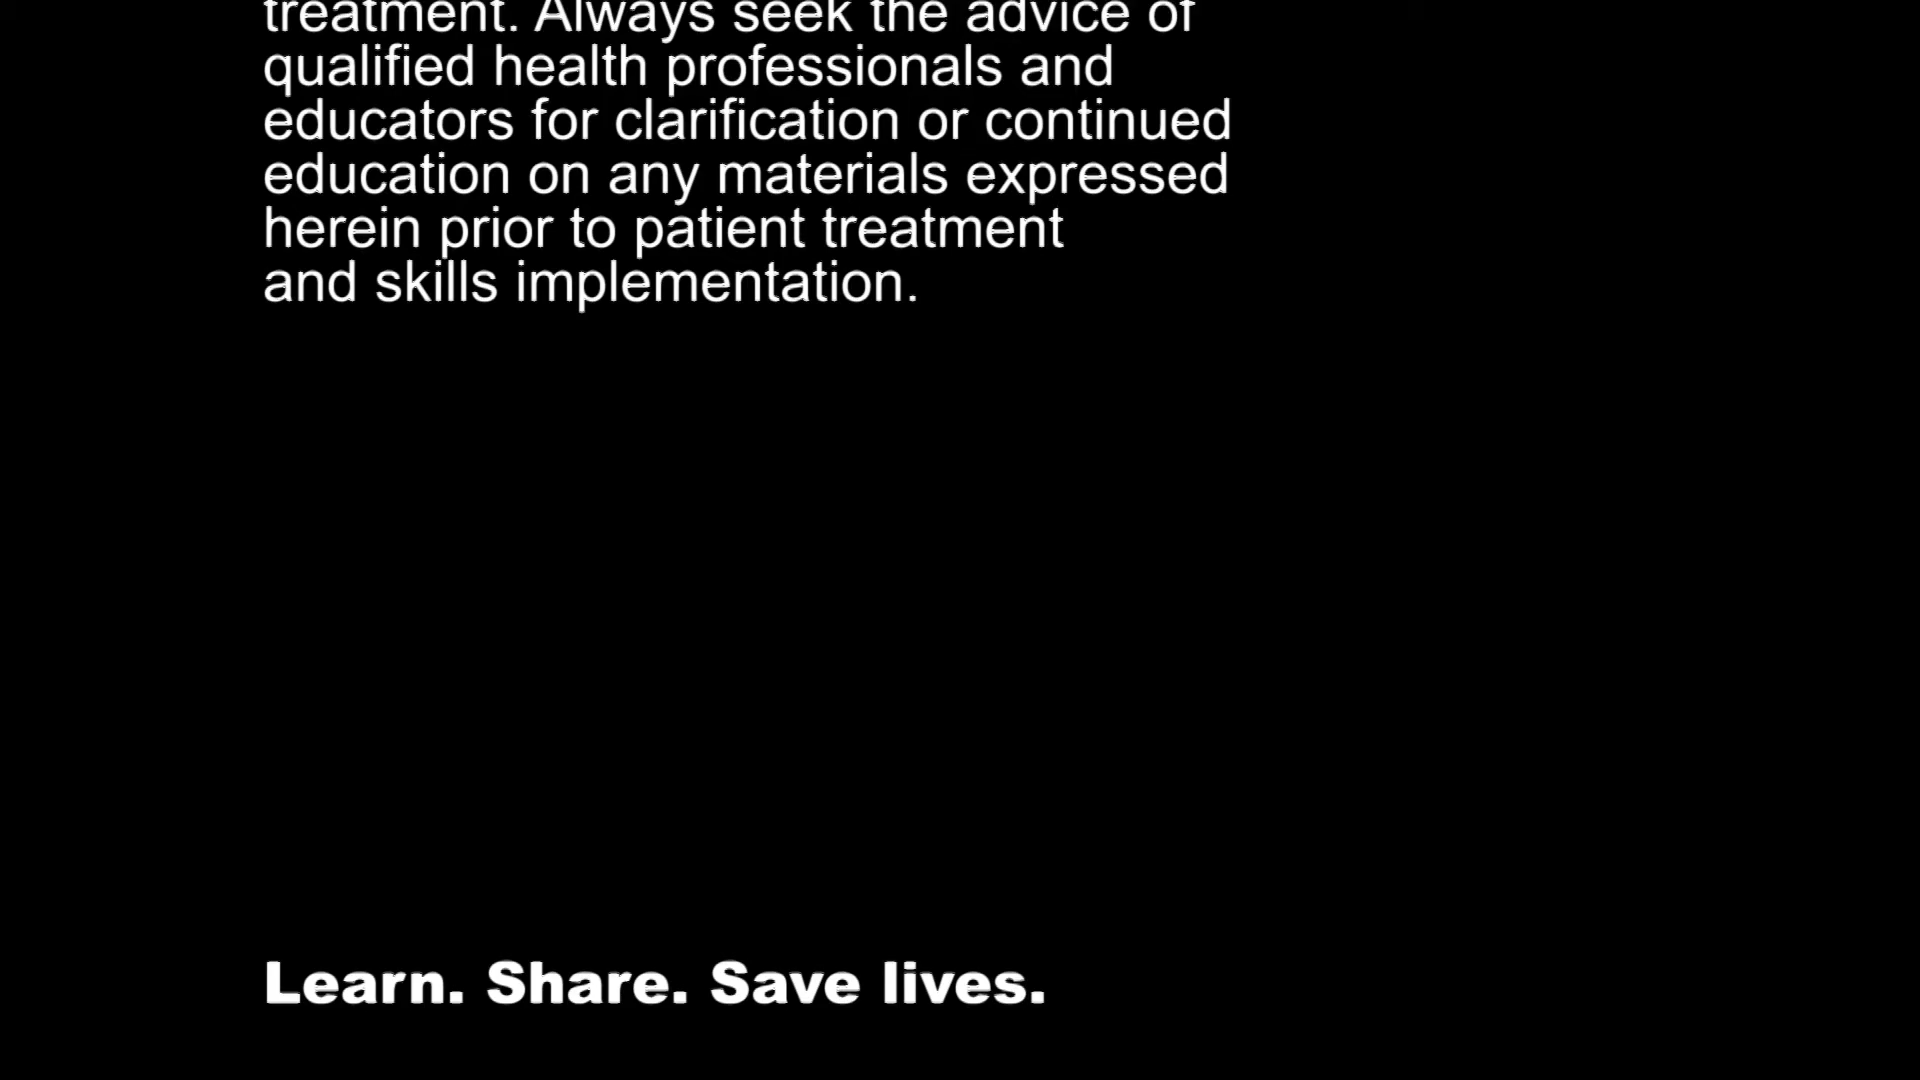 treatment. Always seek the advice of
qualified health professionals and
educators for clarification or continued
education on any materials expressed
herein prior to patient treatment
and skills implementation.
Learn. Share. Save lives.